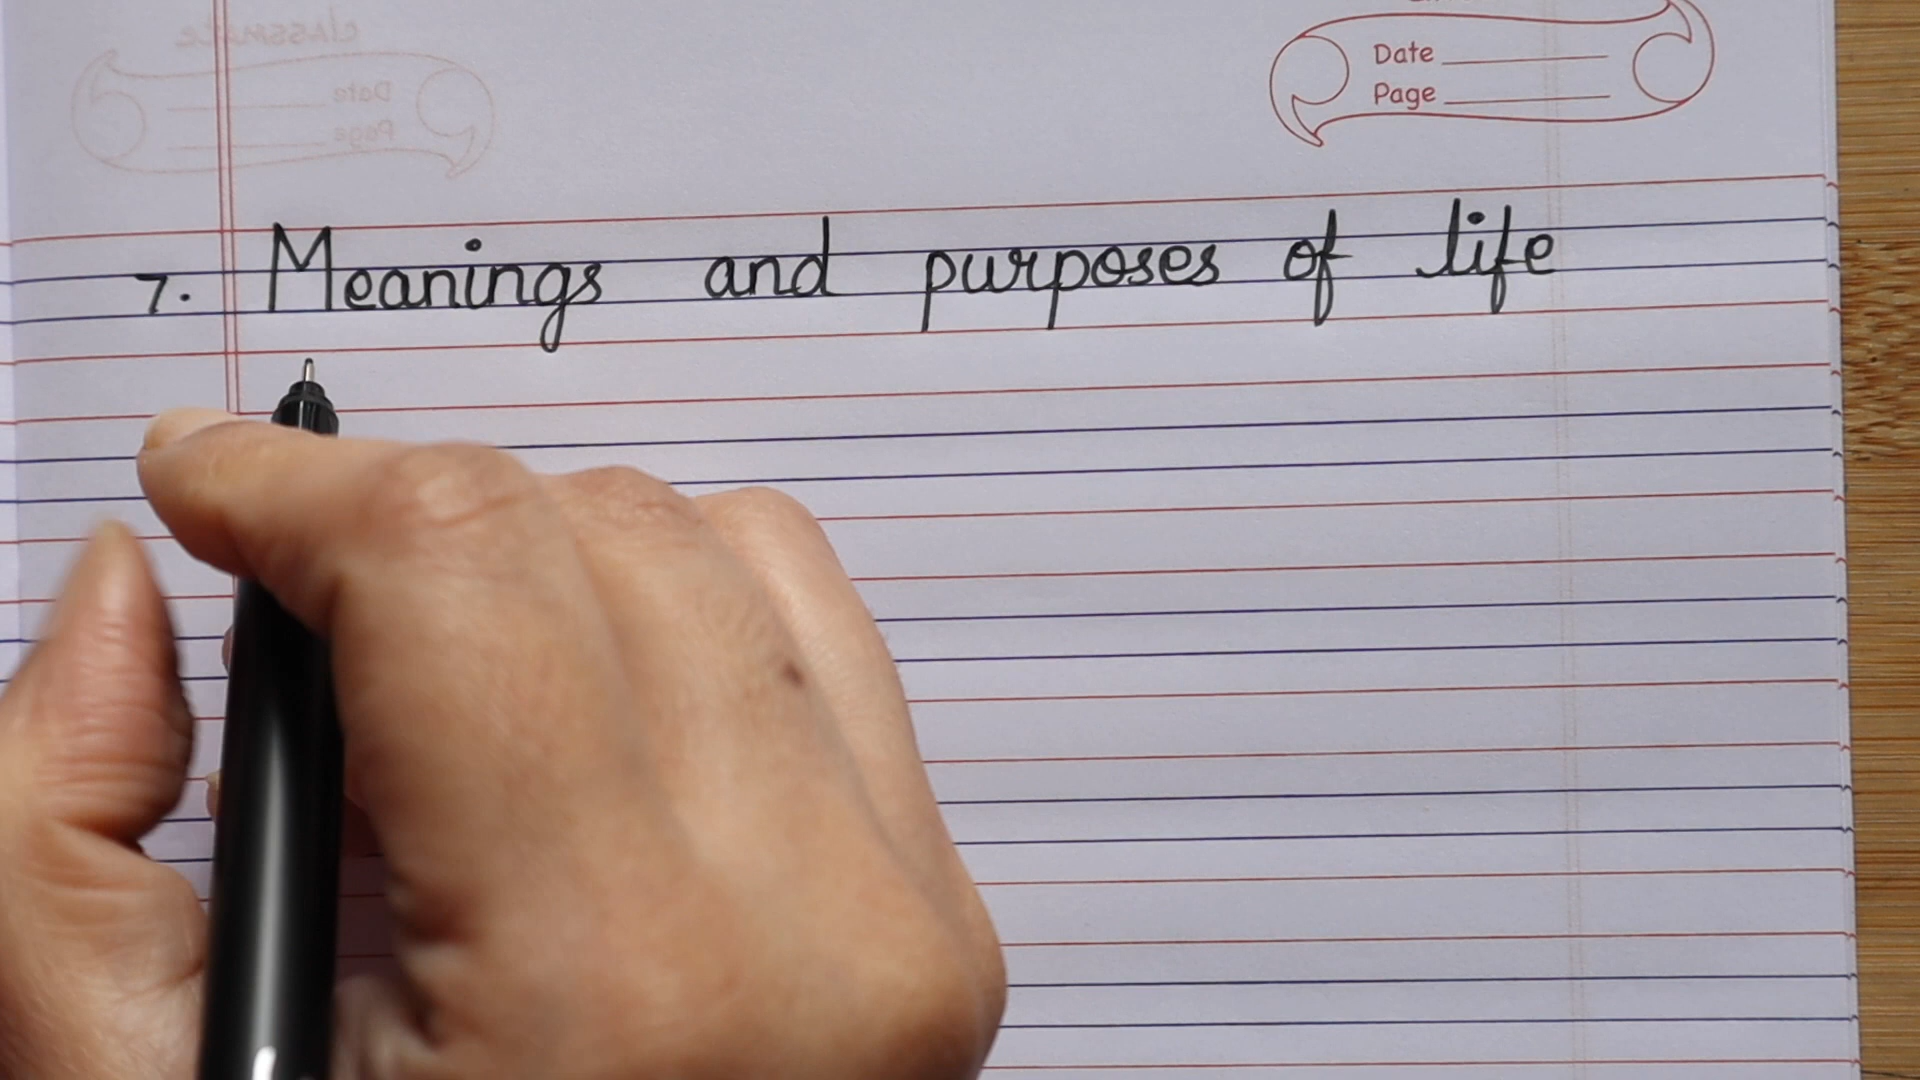 Date
Page
7. Meanings and purposes of life